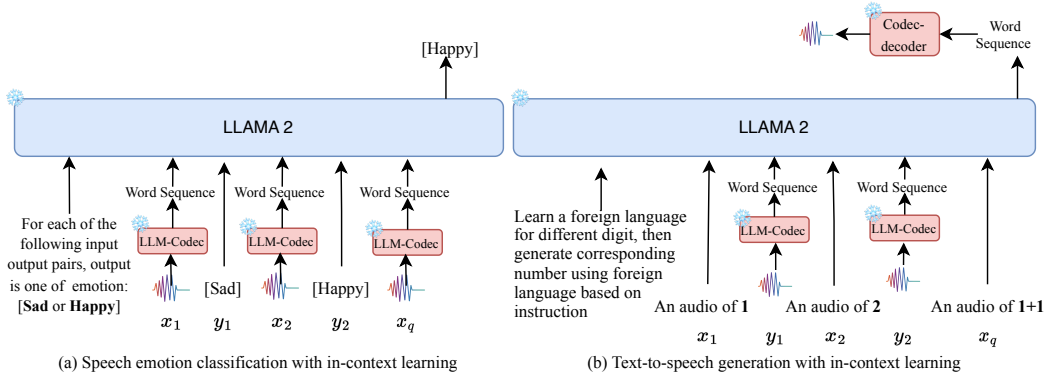 [Happy]
LLAMA 2
Word Sequence
Word Sequence
Word Sequence
LLM-Codec
LLM-Codec
LLM-Codec
For each of the
following input
output pairs, output
is one of emotion:
[Sad or Happy]
[Sad]
[Happy]
x1
y1
x2
y2
xq
(a) Speech emotion classification with in-context learning
Codec-
decoder
Word
Sequence
LLAMA 2
Word Sequence
Word Sequence
LLM-Codec
LLM-Codec
Learn a foreign language
for different digit, then
generate corresponding
number using foreign
language based on
instruction
An audio of 1
An audio of 2
An audio of 1+1
x1
y1
x2
y2
xq
(b) Text-to-speech generation with in-context learning